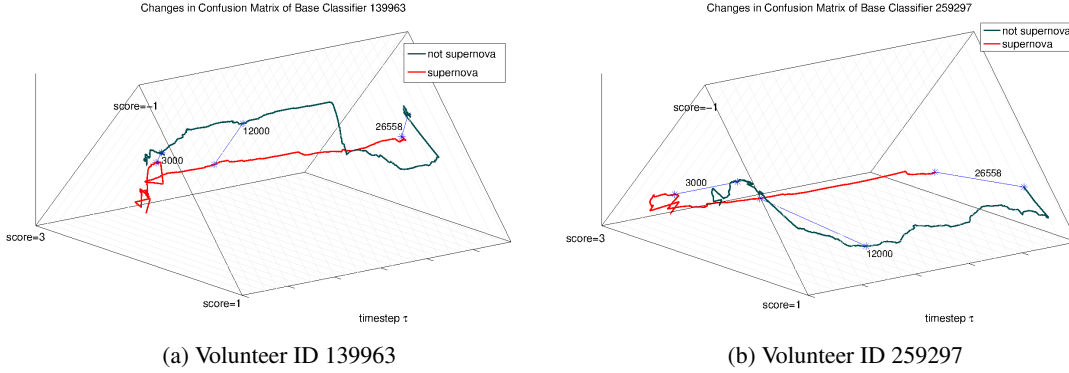 Changes in Confusion Matrix of Base Classifier 139963
not supernova
supernova
score=−1
26558
12000
3000
score=3
score=1
timestep τ
(a) Volunteer ID 139963
Changes in Confusion Matrix of Base Classifier 259297
not supernova
supernova
score=−1
3000
26558
score=3
12000
score=1
timestep τ
(b) Volunteer ID 259297